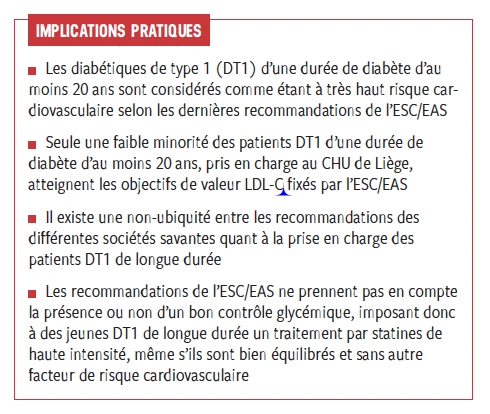 IMPLICATIONS PRATIQUES
■ Les diabétiques de type 1 (DT1) d’une durée de diabète d’au
moins 20 ans sont considérés comme étant à très haut risque car-
diovasculaire selon les dernières recommandations de l’ESC/EAS
■ Seule une faible minorité des patients DT1 d’une durée de
diabète d’au moins 20 ans, pris en charge au CHU de Liège,
atteignent les objectifs de valeur LDL-C fixés par l’ESC/EAS
■ Il existe une non-ubiquité entre les recommandations des
différentes sociétés savantes quant à la prise en charge des
patients DT1 de longue durée
■ Les recommandations de l’ESC/EAS ne prennent pas en compte
la présence ou non d’un bon contrôle glycémique, imposant donc
à des jeunes DT1 de longue durée un traitement par statines de
haute intensité, même s’ils sont bien équilibrés et sans autre
facteur de risque cardiovasculaire